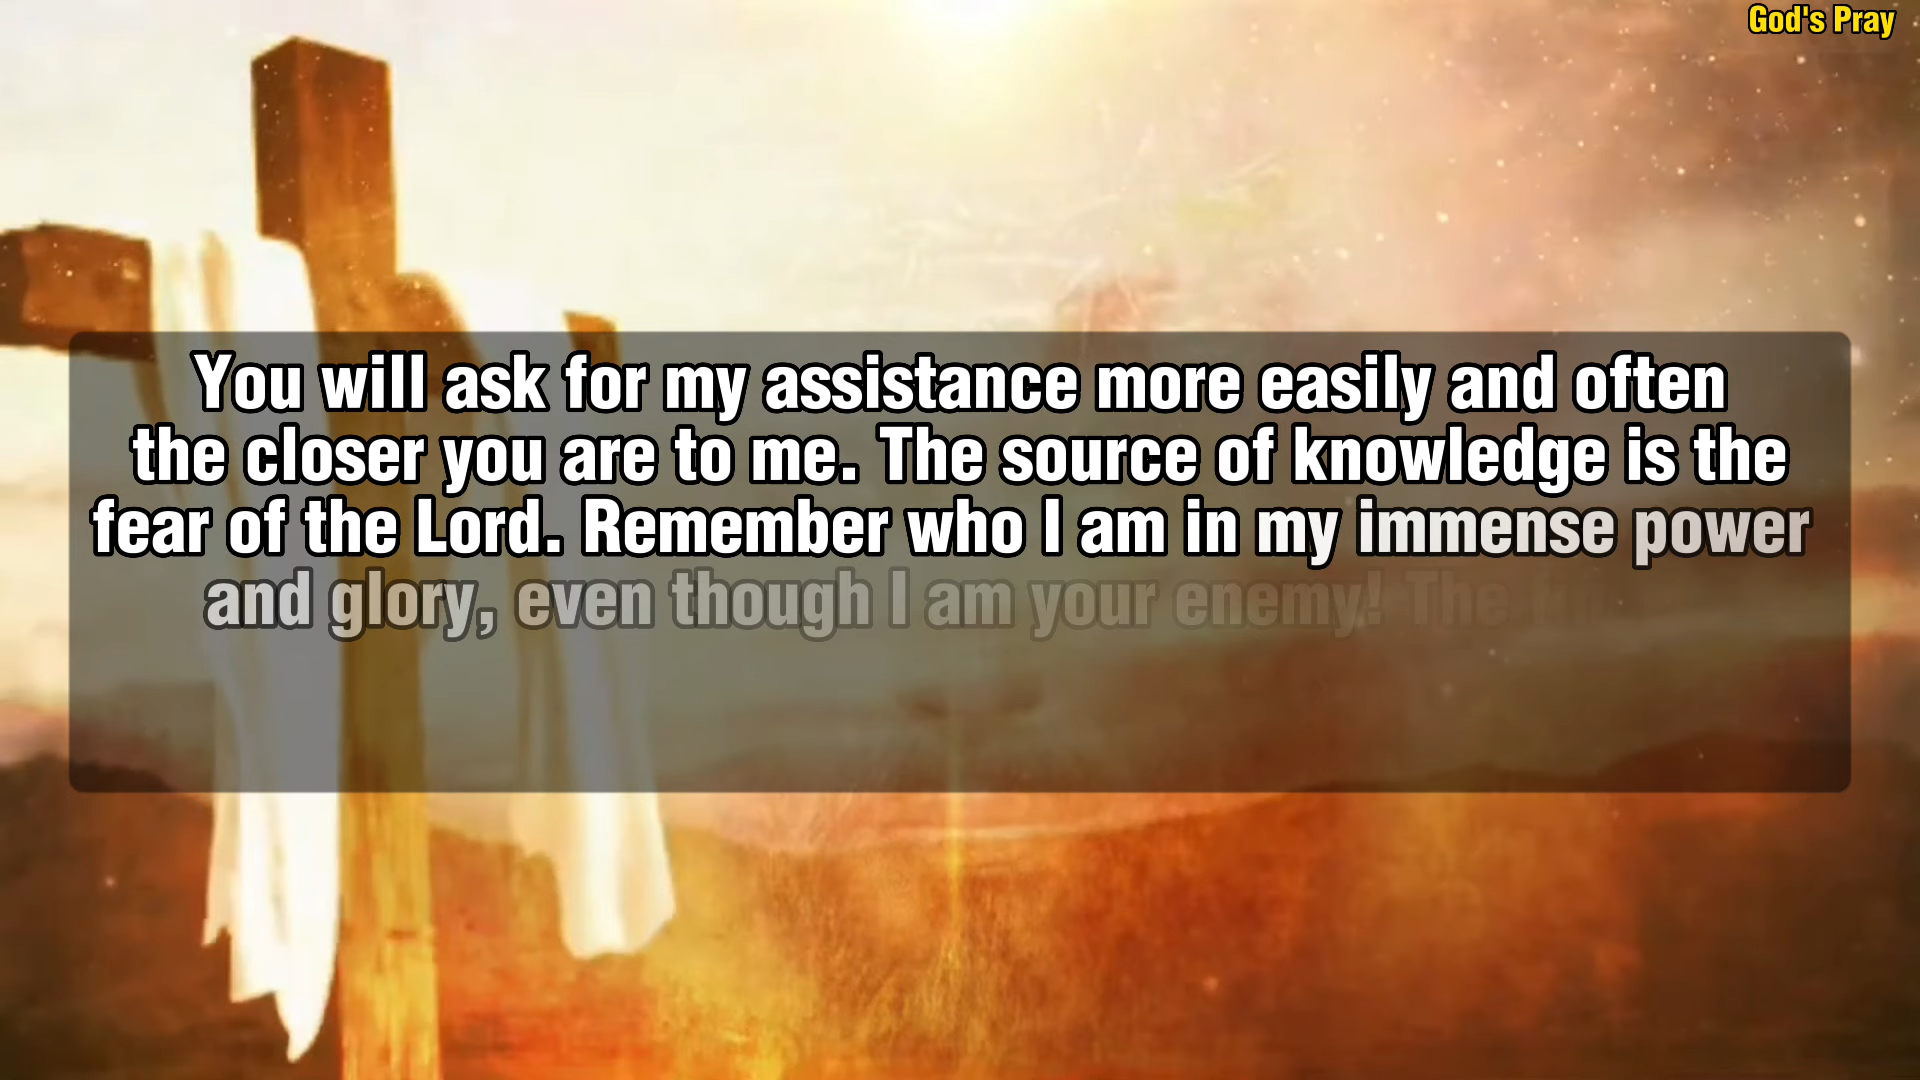 God's Pray
You will ask for my assistance more easily and often
the closer you are to me. The source of knowledge is the
fear of the Lord. Remember who I am in my immense power
and glory, even though I am your enemy! The